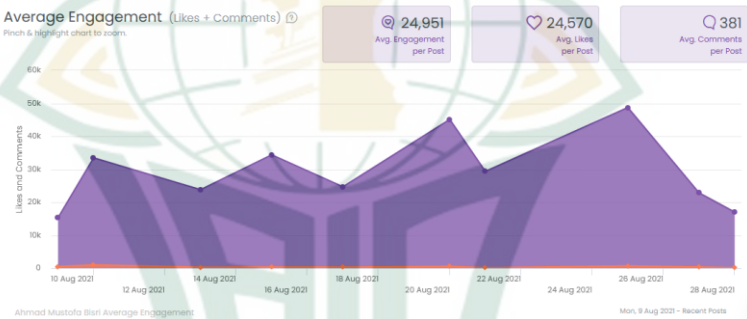 Average Engagement (Likes + Comments) ?
Pinch & highlight chart to zoom.
24,951
Avg. Engagement
per Post
24,570
Avg. Likes
per Post
381
Avg. Comments
per Post
Likes and Comments
60k
50k
40k
30k
20k
10k
0
10 Aug 2021
12 Aug 2021
14 Aug 2021
16 Aug 2021
18 Aug 2021
20 Aug 2021
22 Aug 2021
24 Aug 2021
26 Aug 2021
28 Aug 2021
Ahmad Mustofa Bisri Average Engagement
Mon, 9 Aug 2021 - Recent Posts